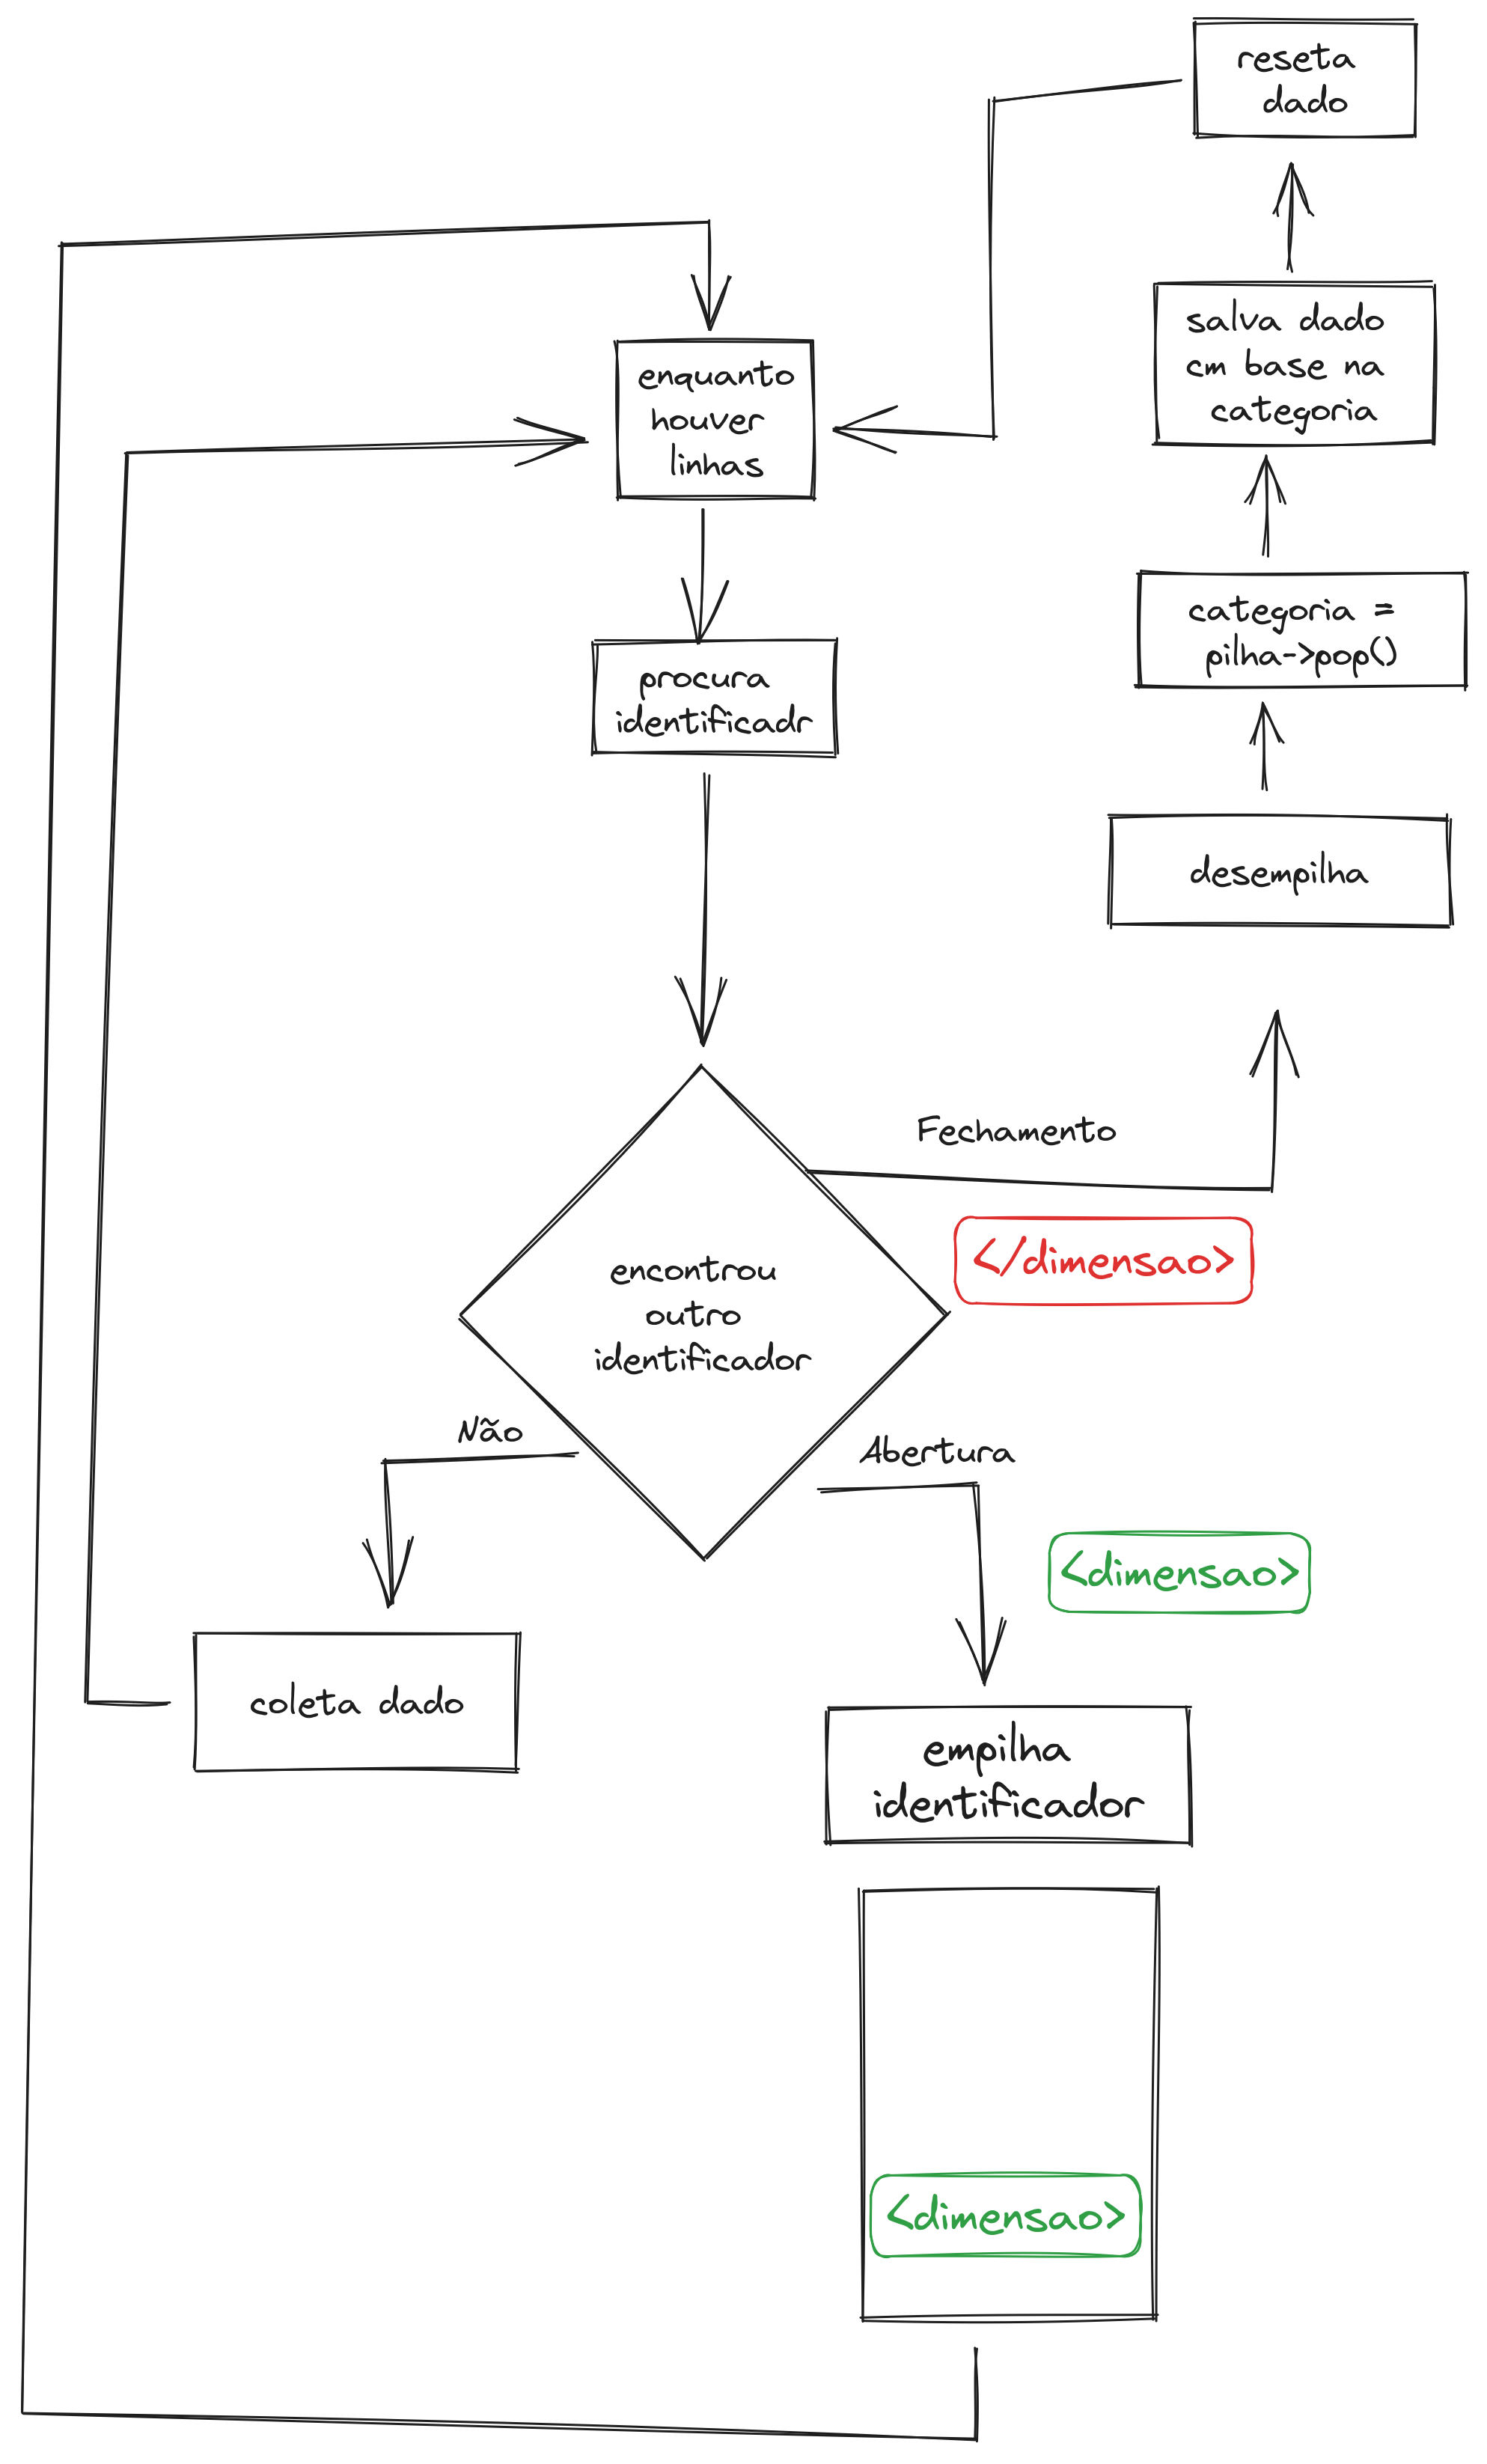 reseta
dado
salva dado
cm base na
categoria
enquanto
houver
linhas
categoria =
pilha->pop()
procura
identificador
desempilha
Fechamento
</dimensao>
encontrou
outro
identificador
Não
Abertura
<dimensao>
coleta dado
empilha
identificador
<dimensao>